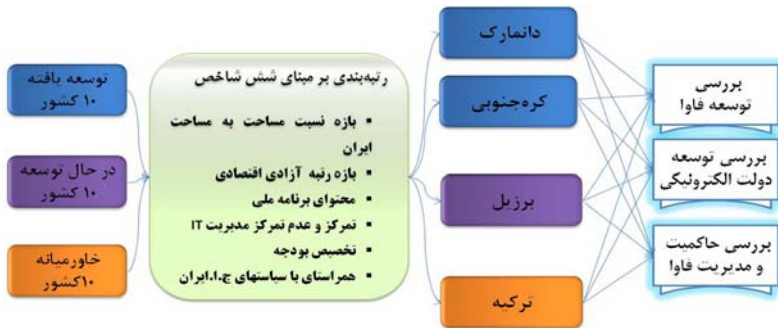 توسعه یافته
۱۰ کشور
در حال توسعه
۱۰ کشور
خاورمیانه
۱۰کشور
رتبه‌بندی بر مبنای شش شاخص
▪ بازه نسبت مساحت به مساحت
ایران
▪ بازه رتبه آزادی اقتصادی
▪ محتوای برنامه ملی
▪ تمرکز و عدم تمرکز مدیریت IT
▪ تخصیص بودجه
▪ همراستای با سیاستهای ج.ا.ایران
دانمارک
کره‌جنوبی
برزیل
ترکیه
بررسی
توسعه فاوا
بررسی توسعه
دولت الکترونیکی
بررسی حاکمیت
و مدیریت فاوا